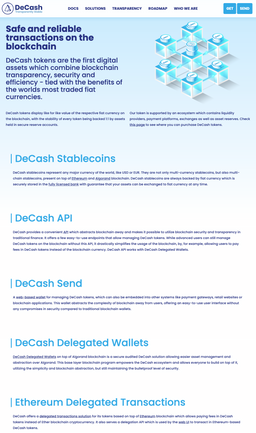 DeCash
DOCS SOLUTIONS TRANSPARENCY ROADMAP WHO WE ARE
GET SEND
Safe and reliable
transactions on the
blockchain
DeCash tokens are the first digital
assets which combine blockchain
transparency, security and
efficiency - tied with the benefits of
the worlds most traded fiat
currencies.
DeCash tokens display like for like value of the respective fiat currency on
the blockchain, with the stability of every token being backed 1:1 by assets
held in secure reserve accounts.
Our token is supported by an ecosystem which contains liquidity
providers, payment platforms, exchanges as well as asset reserves. Check
this page to see where you can purchase DeCash tokens.
DeCash Stablecoins
DeCash stablecoins represent any major currency of the world, like USD or EUR. They are not only multi-currency stablecoins, but also multi-
chain stablecoins, present on top of Ethereum and Algorand blockchain. DeCash stablecoins are always backed by fiat currency which is
securely stored in the fully licensed bank with guarantee that your assets can be exchanged to fiat currency at any time.
DeCash API
DeCash provides a convenient API which abstracts blockchain away and makes it possible to utilise blockchain security and transparency in
traditional finance. It offers a few easy-to-use endpoints that allow managing DeCash tokens. While advanced users can still manage
DeCash tokens on the blockchain without this API, it drastically simplifies the usage of the blockchain, by, for example, allowing users to pay
fees in DeCash tokens instead of the blockchain currency. DeCash API works with DeCash Delegated Wallets.
DeCash Send
A web-based wallet for managing DeCash tokens, which can also be embedded into other systems like payment gateways, retail websites or
blockchain applications. This wallet abstracts the complexity of blockchain away from users, offering an easy-to-use user interface without
any compromises in security compared to traditional blockchain wallets.
DeCash Delegated Wallets
DeCash Delegated Wallets on top of Algorand blockchain is a secure audited DeCash solution allowing easier asset management and
abstraction over Algorand. This base layer blockchain program empowers the DeCash ecosystem and allows everyone to build on top of it,
utilizing the simplicity and blockchain abstraction, but still maintaining the bulletproof level of security.
Ethereum Delegated Transactions
DeCash offers a delegated transactions solution for its tokens based on top of Ethereum blockchain which allows paying fees in DeCash
tokens instead of Ether blockchain cryptocurrency. It also serves a delegation API which is used by the web UI to transact in Ethereum-based
DeCash tokens.